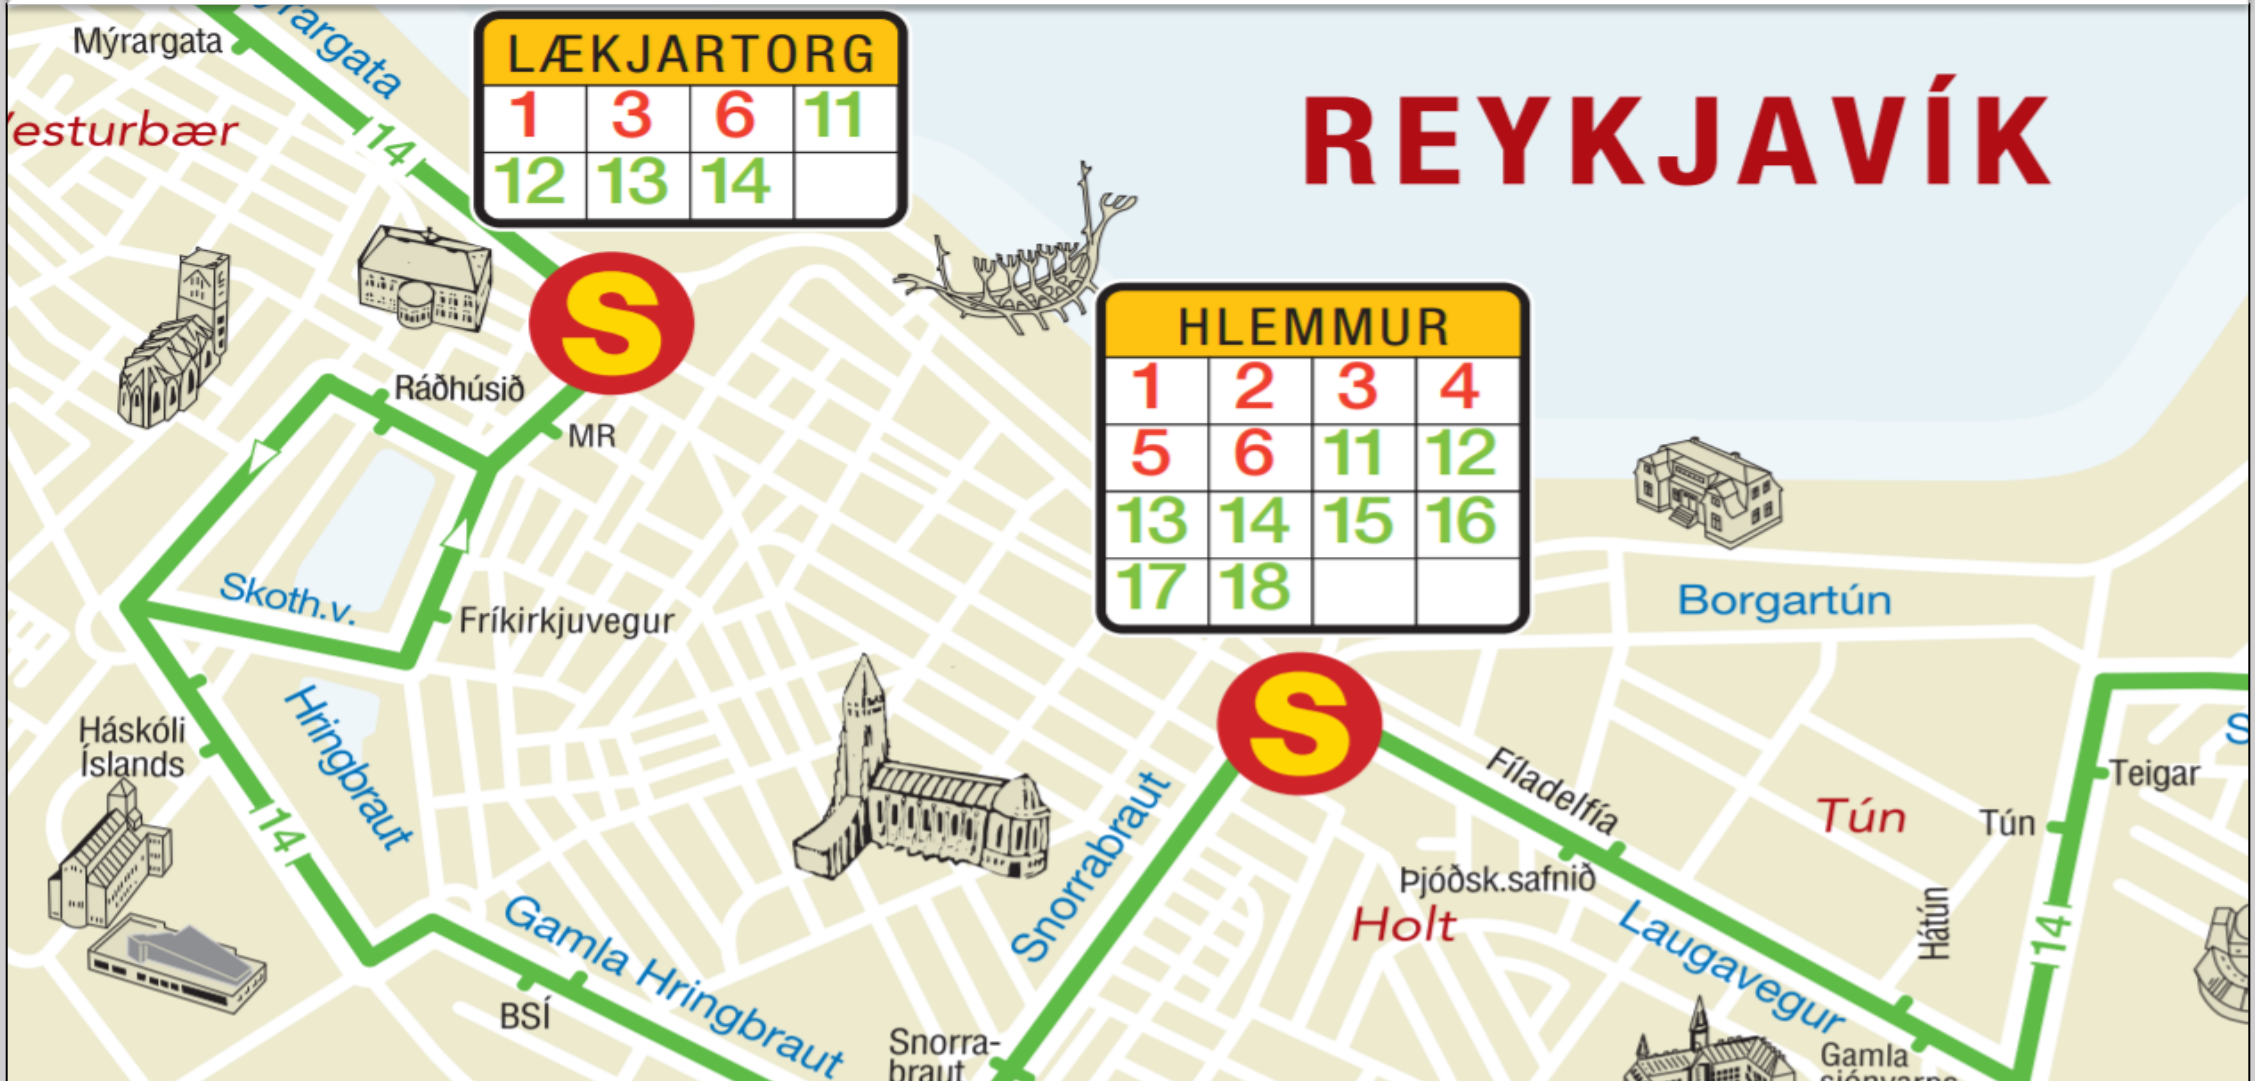 Mýrargata
LÆKJARTORG
1 3 6 11
12 13 14
REYKJAVÍK
14
S
Ráðhúsið
MR
HLEMMUR
1 2 3 4
5 6 11 12
13 14 15 16
17 18
Skoth.v.
Fríkirkjuvegur
Borgartún
S
Háskóli
Íslands
Hringbraut
14
Fíladelfía
Teigar
Tún
Tún
Þjóðsk.safnið
Holt
Snorrabraut
Laugavegur
Hátún
14
Gamla Hringbraut
BSÍ
Snorra-
braut
Gamla